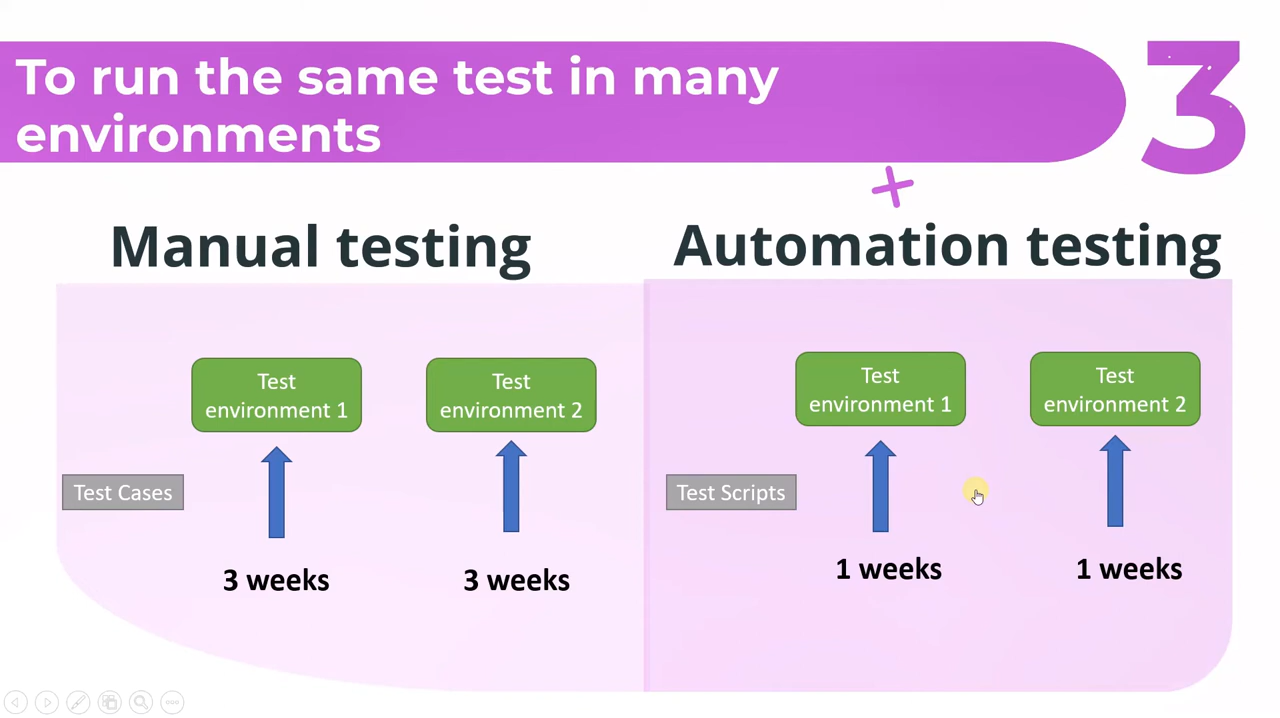 To run the same test in many
environments
3
Manual testing
Automation testing
Test
environment 1
Test
environment 2
Test Cases
3 weeks
3 weeks
Test
environment 1
Test
environment 2
Test Scripts
1 weeks
1 weeks